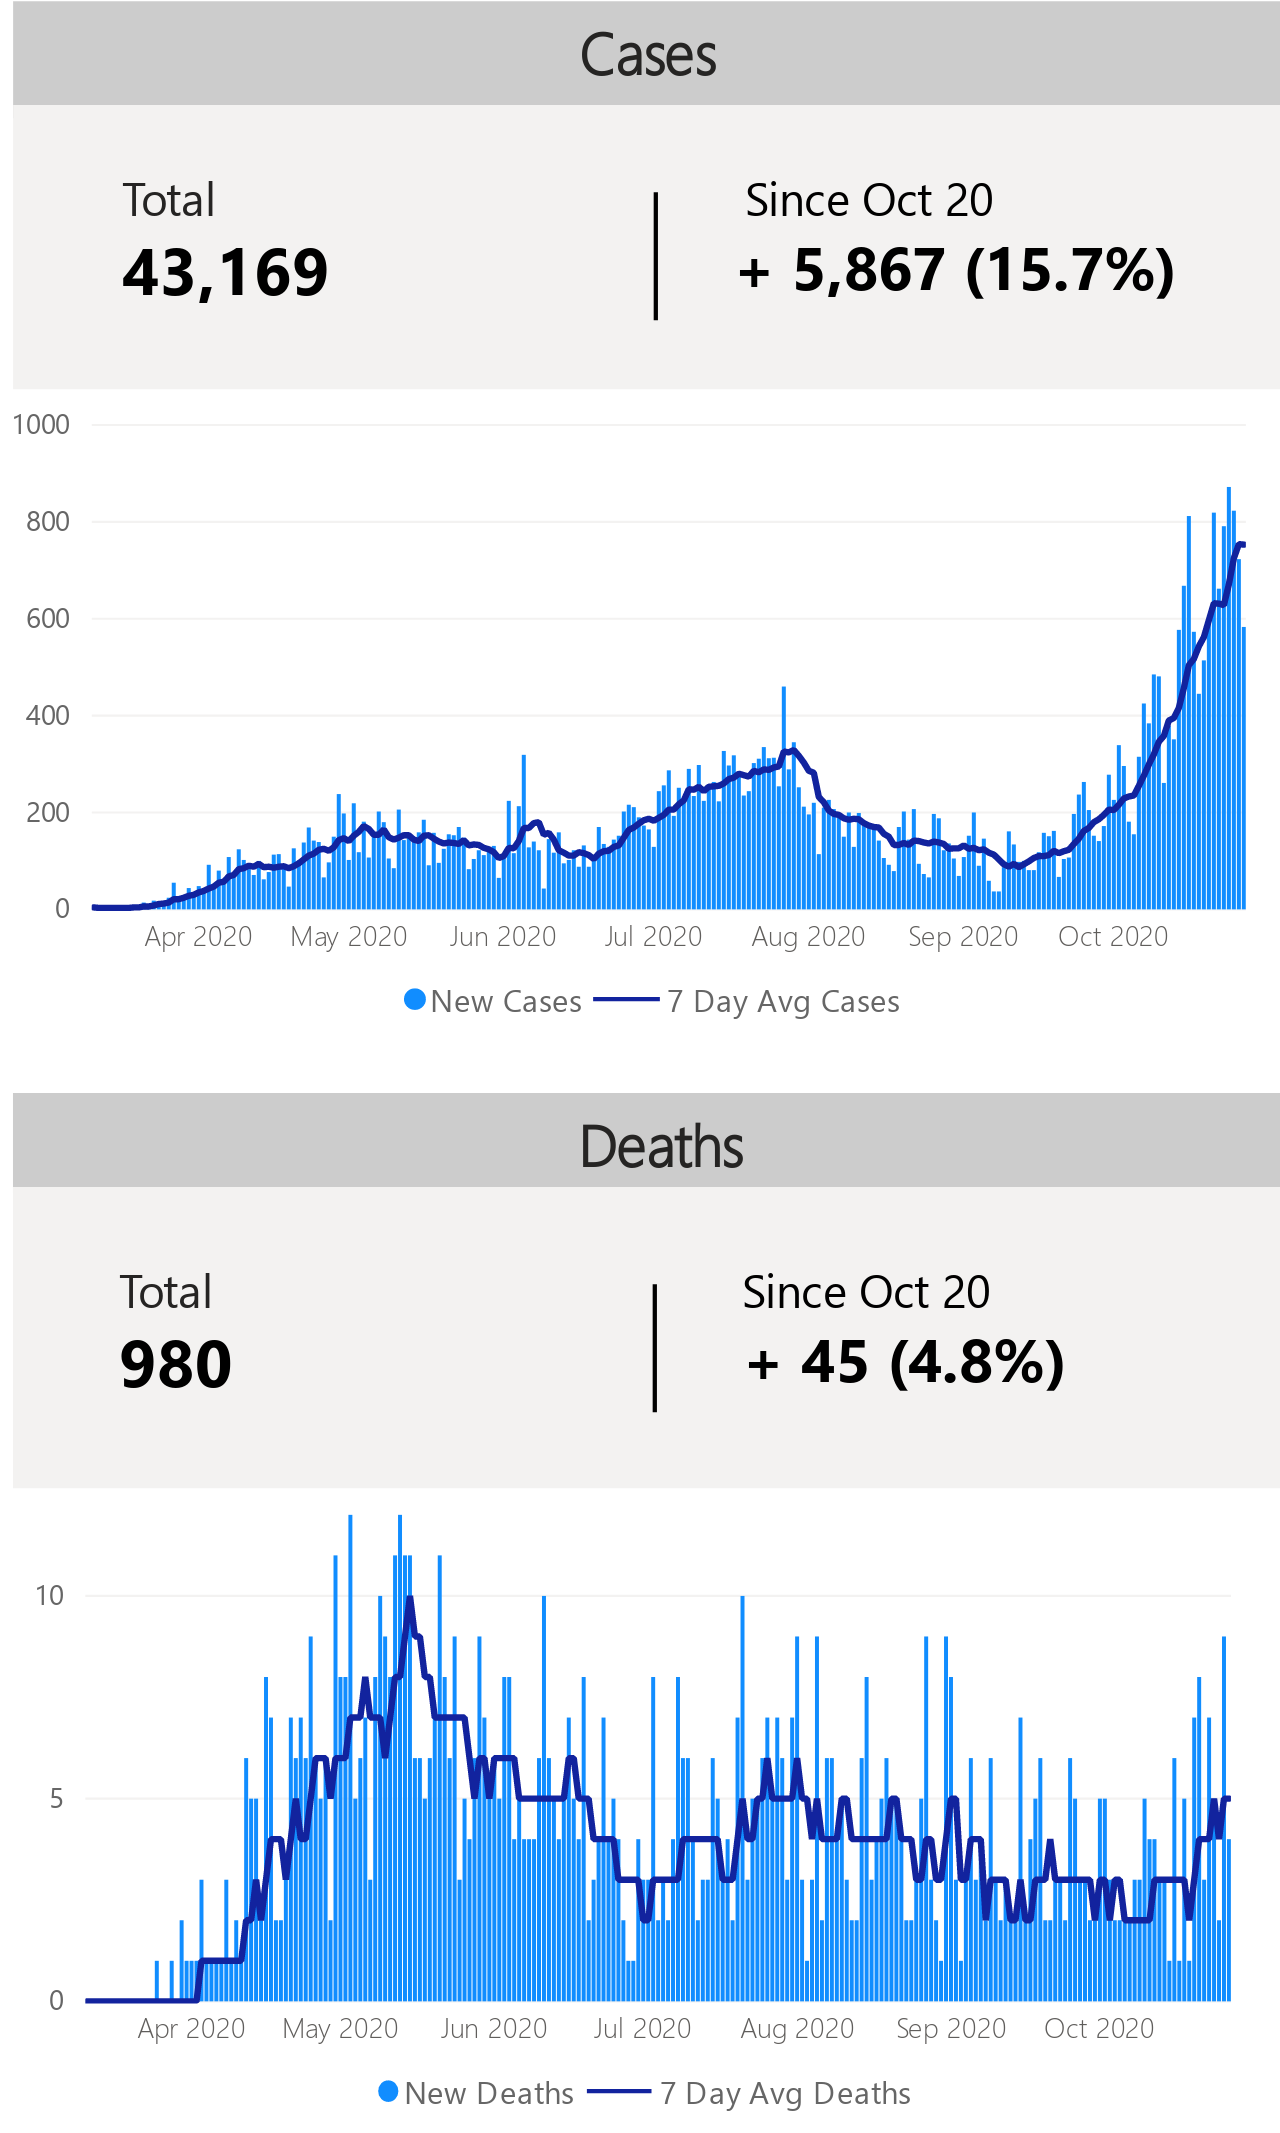 Cases
Total
Since Oct 20
43,169
+ 5,867 (15.7%)
1000
800
600
400
200
0
Apr 2020 May 2020 Jun 2020 Jul 2020 Aug 2020 Sep 2020 Oct 2020
New Cases 7 Day Avg Cases
Deaths
Total
Since Oct 20
980
+ 45 (4.8%)
10
5
0
Apr 2020 May 2020 Jun 2020 Jul 2020 Aug 2020 Sep 2020 Oct 2020
New Deaths 7 Day Avg Deaths